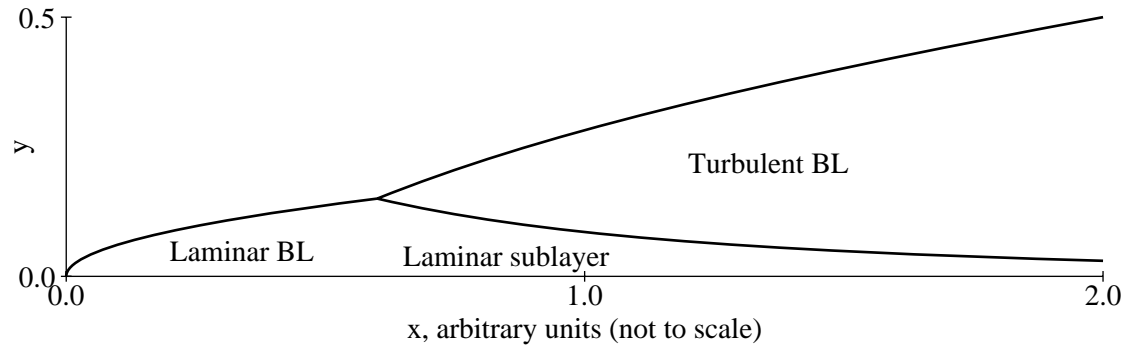 0.5
y
Turbulent BL
Laminar BL
Laminar sublayer
0.0
0.0 1.0 2.0
x, arbitrary units (not to scale)